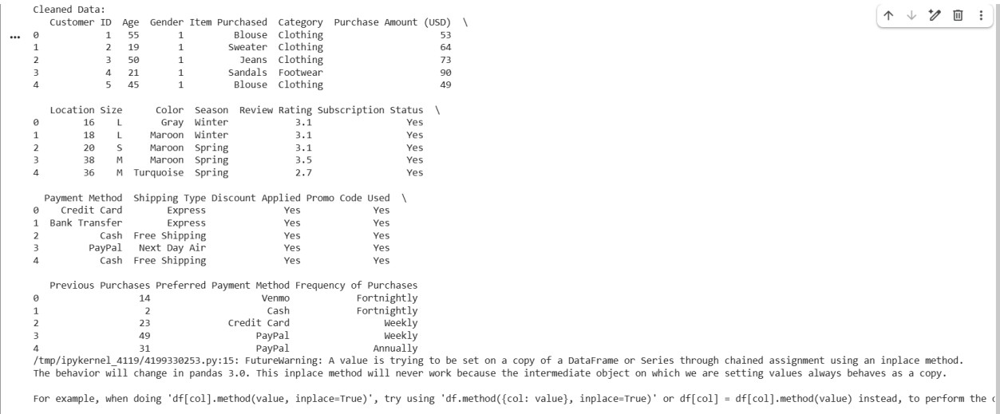 Cleaned Data:
   Customer ID  Age  Gender Item Purchased  Category  Purchase Amount (USD)  \
0            1   55       1         Blouse  Clothing                     53
1            2   19       1        Sweater  Clothing                     64
2            3   50       1          Jeans  Clothing                     73
3            4   21       1        Sandals  Footwear                     90
4            5   45       1         Blouse  Clothing                     49
   Location Size      Color  Season  Review Rating Subscription Status  \
0        16    L       Gray  Winter            3.1                 Yes
1        18    L     Maroon  Winter            3.1                 Yes
2        20    S     Maroon  Spring            3.1                 Yes
3        38    M     Maroon  Spring            3.5                 Yes
4        36    M  Turquoise  Spring            2.7                 Yes
  Payment Method  Shipping Type Discount Applied Promo Code Used  \
0    Credit Card        Express              Yes             Yes
1  Bank Transfer        Express              Yes             Yes
2           Cash  Free Shipping              Yes             Yes
3         PayPal   Next Day Air              Yes             Yes
4           Cash  Free Shipping              Yes             Yes
   Previous Purchases Preferred Payment Method Frequency of Purchases
0                  14                    Venmo            Fortnightly
1                   2                     Cash            Fortnightly
2                  23              Credit Card                 Weekly
3                  49                   PayPal                 Weekly
4                  31                   PayPal               Annually
/tmp/ipykernel_4119/4199330253.py:15: FutureWarning: A value is trying to be set on a copy of a DataFrame or Series through chained assignment using an inplace method.
The behavior will change in pandas 3.0. This inplace method will never work because the intermediate object on which we are setting values always behaves as a copy.
For example, when doing 'df[col].method(value, inplace=True)', try using 'df.method({col: value}, inplace=True)' or df[col] = df[col].method(value) instead, to perform the